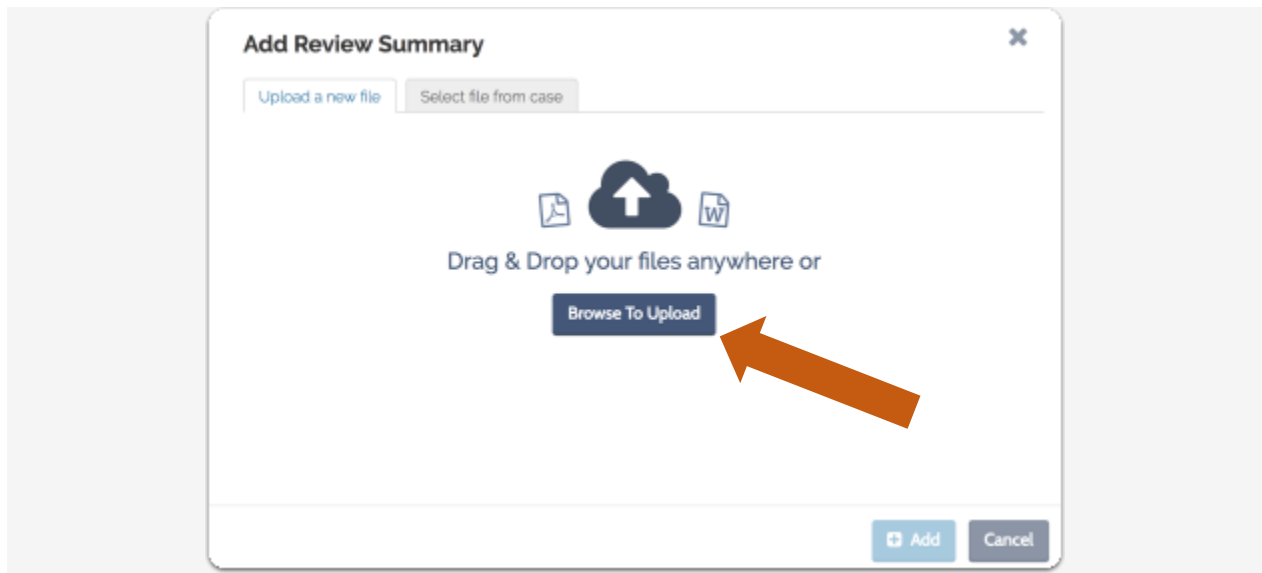 Add Review Summary
Upload a new file
Select file from case
W
Drag & Drop your files anywhere or
Browse To Upload
Add
Cancel